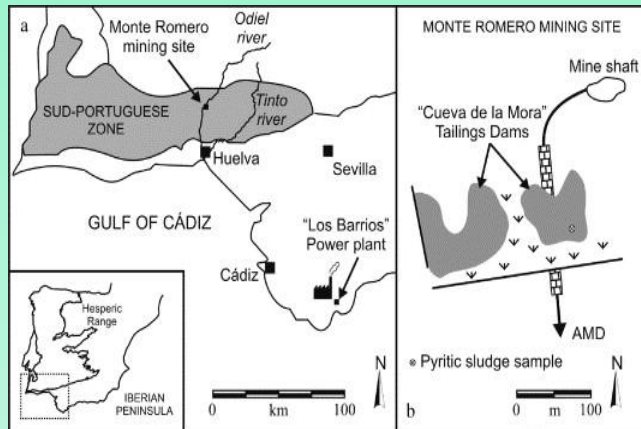 a
Monte Romero
mining site
Odiel
river
SUD-PORTUGUESE
ZONE
Tinto
river
Huelva
Sevilla
GULF OF CÁDIZ
"Los Barrios"
Power plant
Cádiz
Hesperic
Range
IBERIAN
PENINSULA
N
0 100
km
MONTE ROMERO MINING SITE
Mine shaft
"Cueva de la Mora"
Tailings Dams
AMD
Pyritic sludge sample
N
b
0 m 100